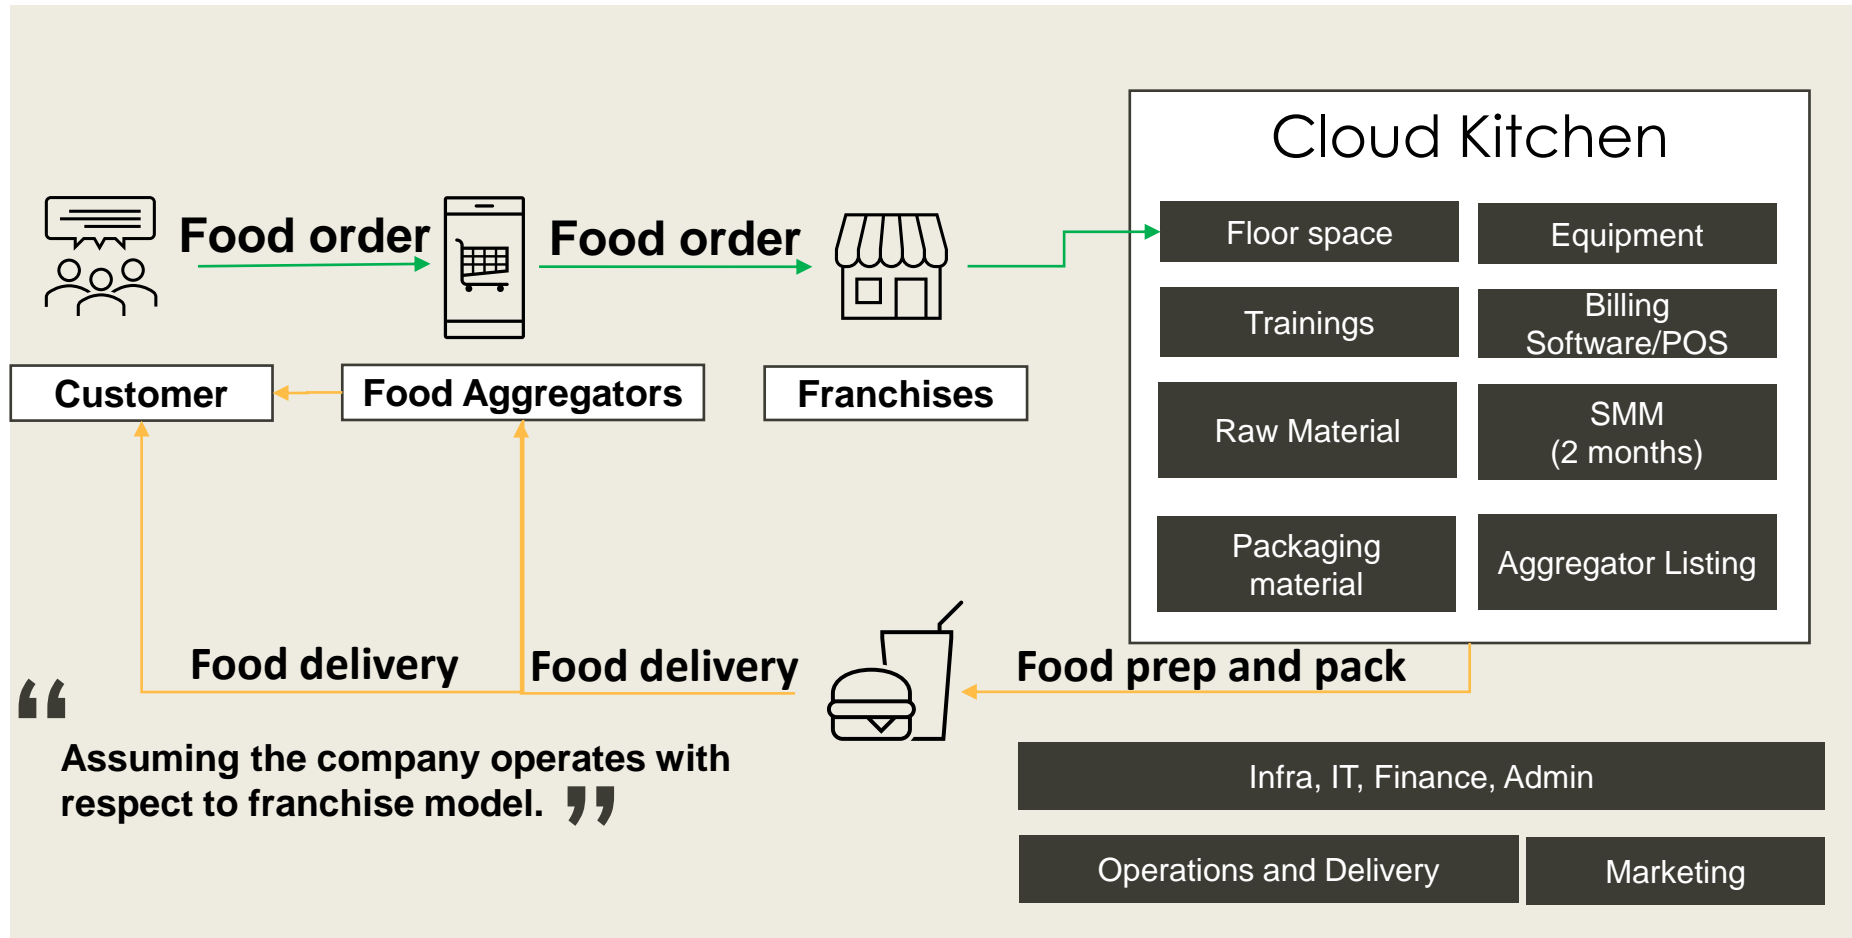 Cloud Kitchen
Food order
Food order
Floor space
Equipment
Trainings
Billing
Software/POS
Customer
Food Aggregators
Franchises
Raw Material
SMM
(2 months)
Packaging
material
Aggregator Listing
Food delivery
Food delivery
Food prep and pack
“
Assuming the company operates with
respect to franchise model. ”
Infra, IT, Finance, Admin
Operations and Delivery
Marketing